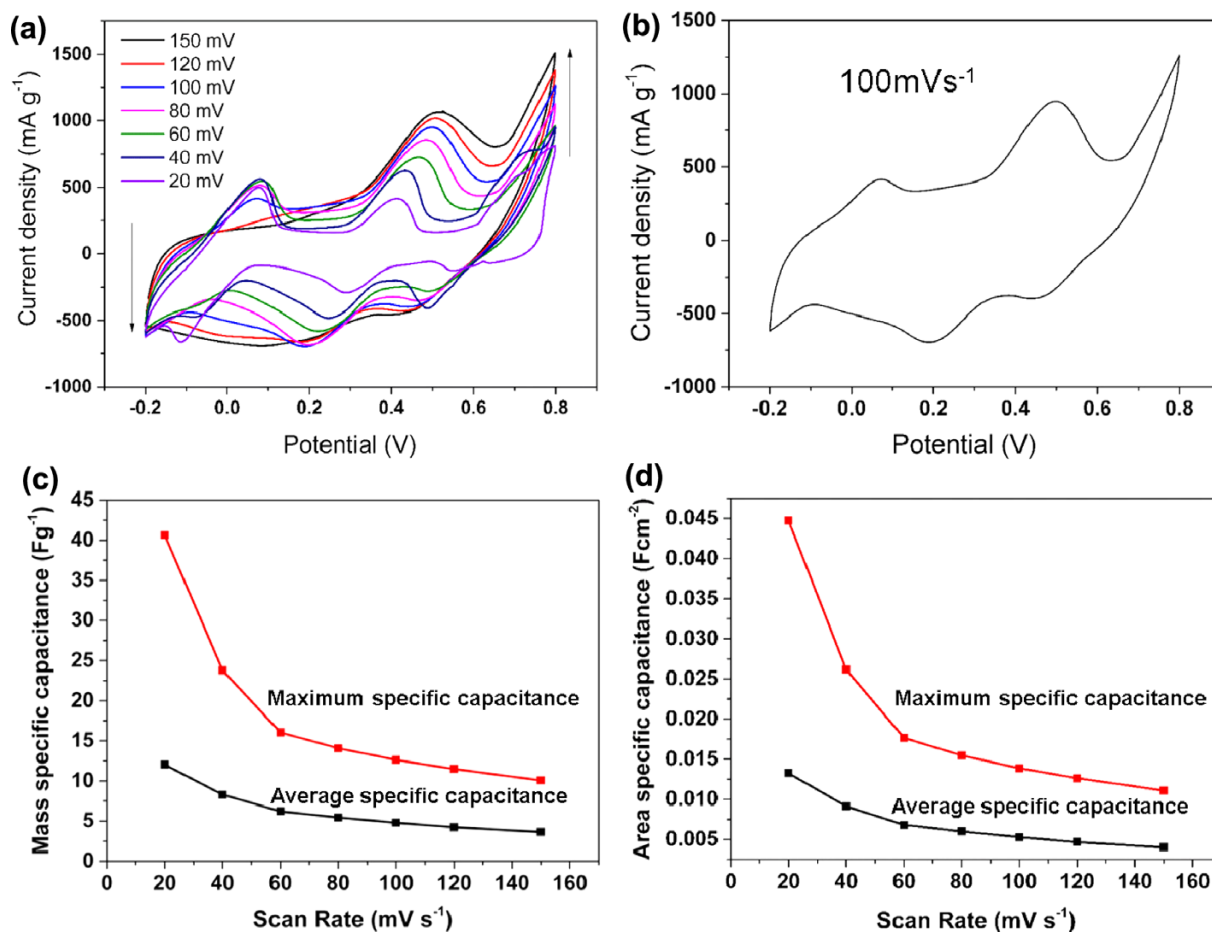 (a)
150 mV
120 mV
100 mV
80 mV
60 mV
40 mV
20 mV
1500
1000
500
0
-500
-1000
Current density (mA g⁻¹)
-0.2 0.0 0.2 0.4 0.6 0.8
Potential (V)
(b)
100mVs⁻¹
1500
1000
500
0
-500
-1000
Current density (mA g⁻¹)
-0.2 0.0 0.2 0.4 0.6 0.8
Potential (V)
(c)
45
40
35
30
25
20
15
10
5
0
Mass specific capacitance (Fg⁻¹)
Maximum specific capacitance
Average specific capacitance
0 20 40 60 80 100 120 140 160
Scan Rate (mV s⁻¹)
(d)
0.045
0.040
0.035
0.030
0.025
0.020
0.015
0.010
0.005
Area specific capacitance (Fcm⁻²)
Maximum specific capacitance
Average specific capacitance
0 20 40 60 80 100 120 140 160
Scan Rate (mV s⁻¹)